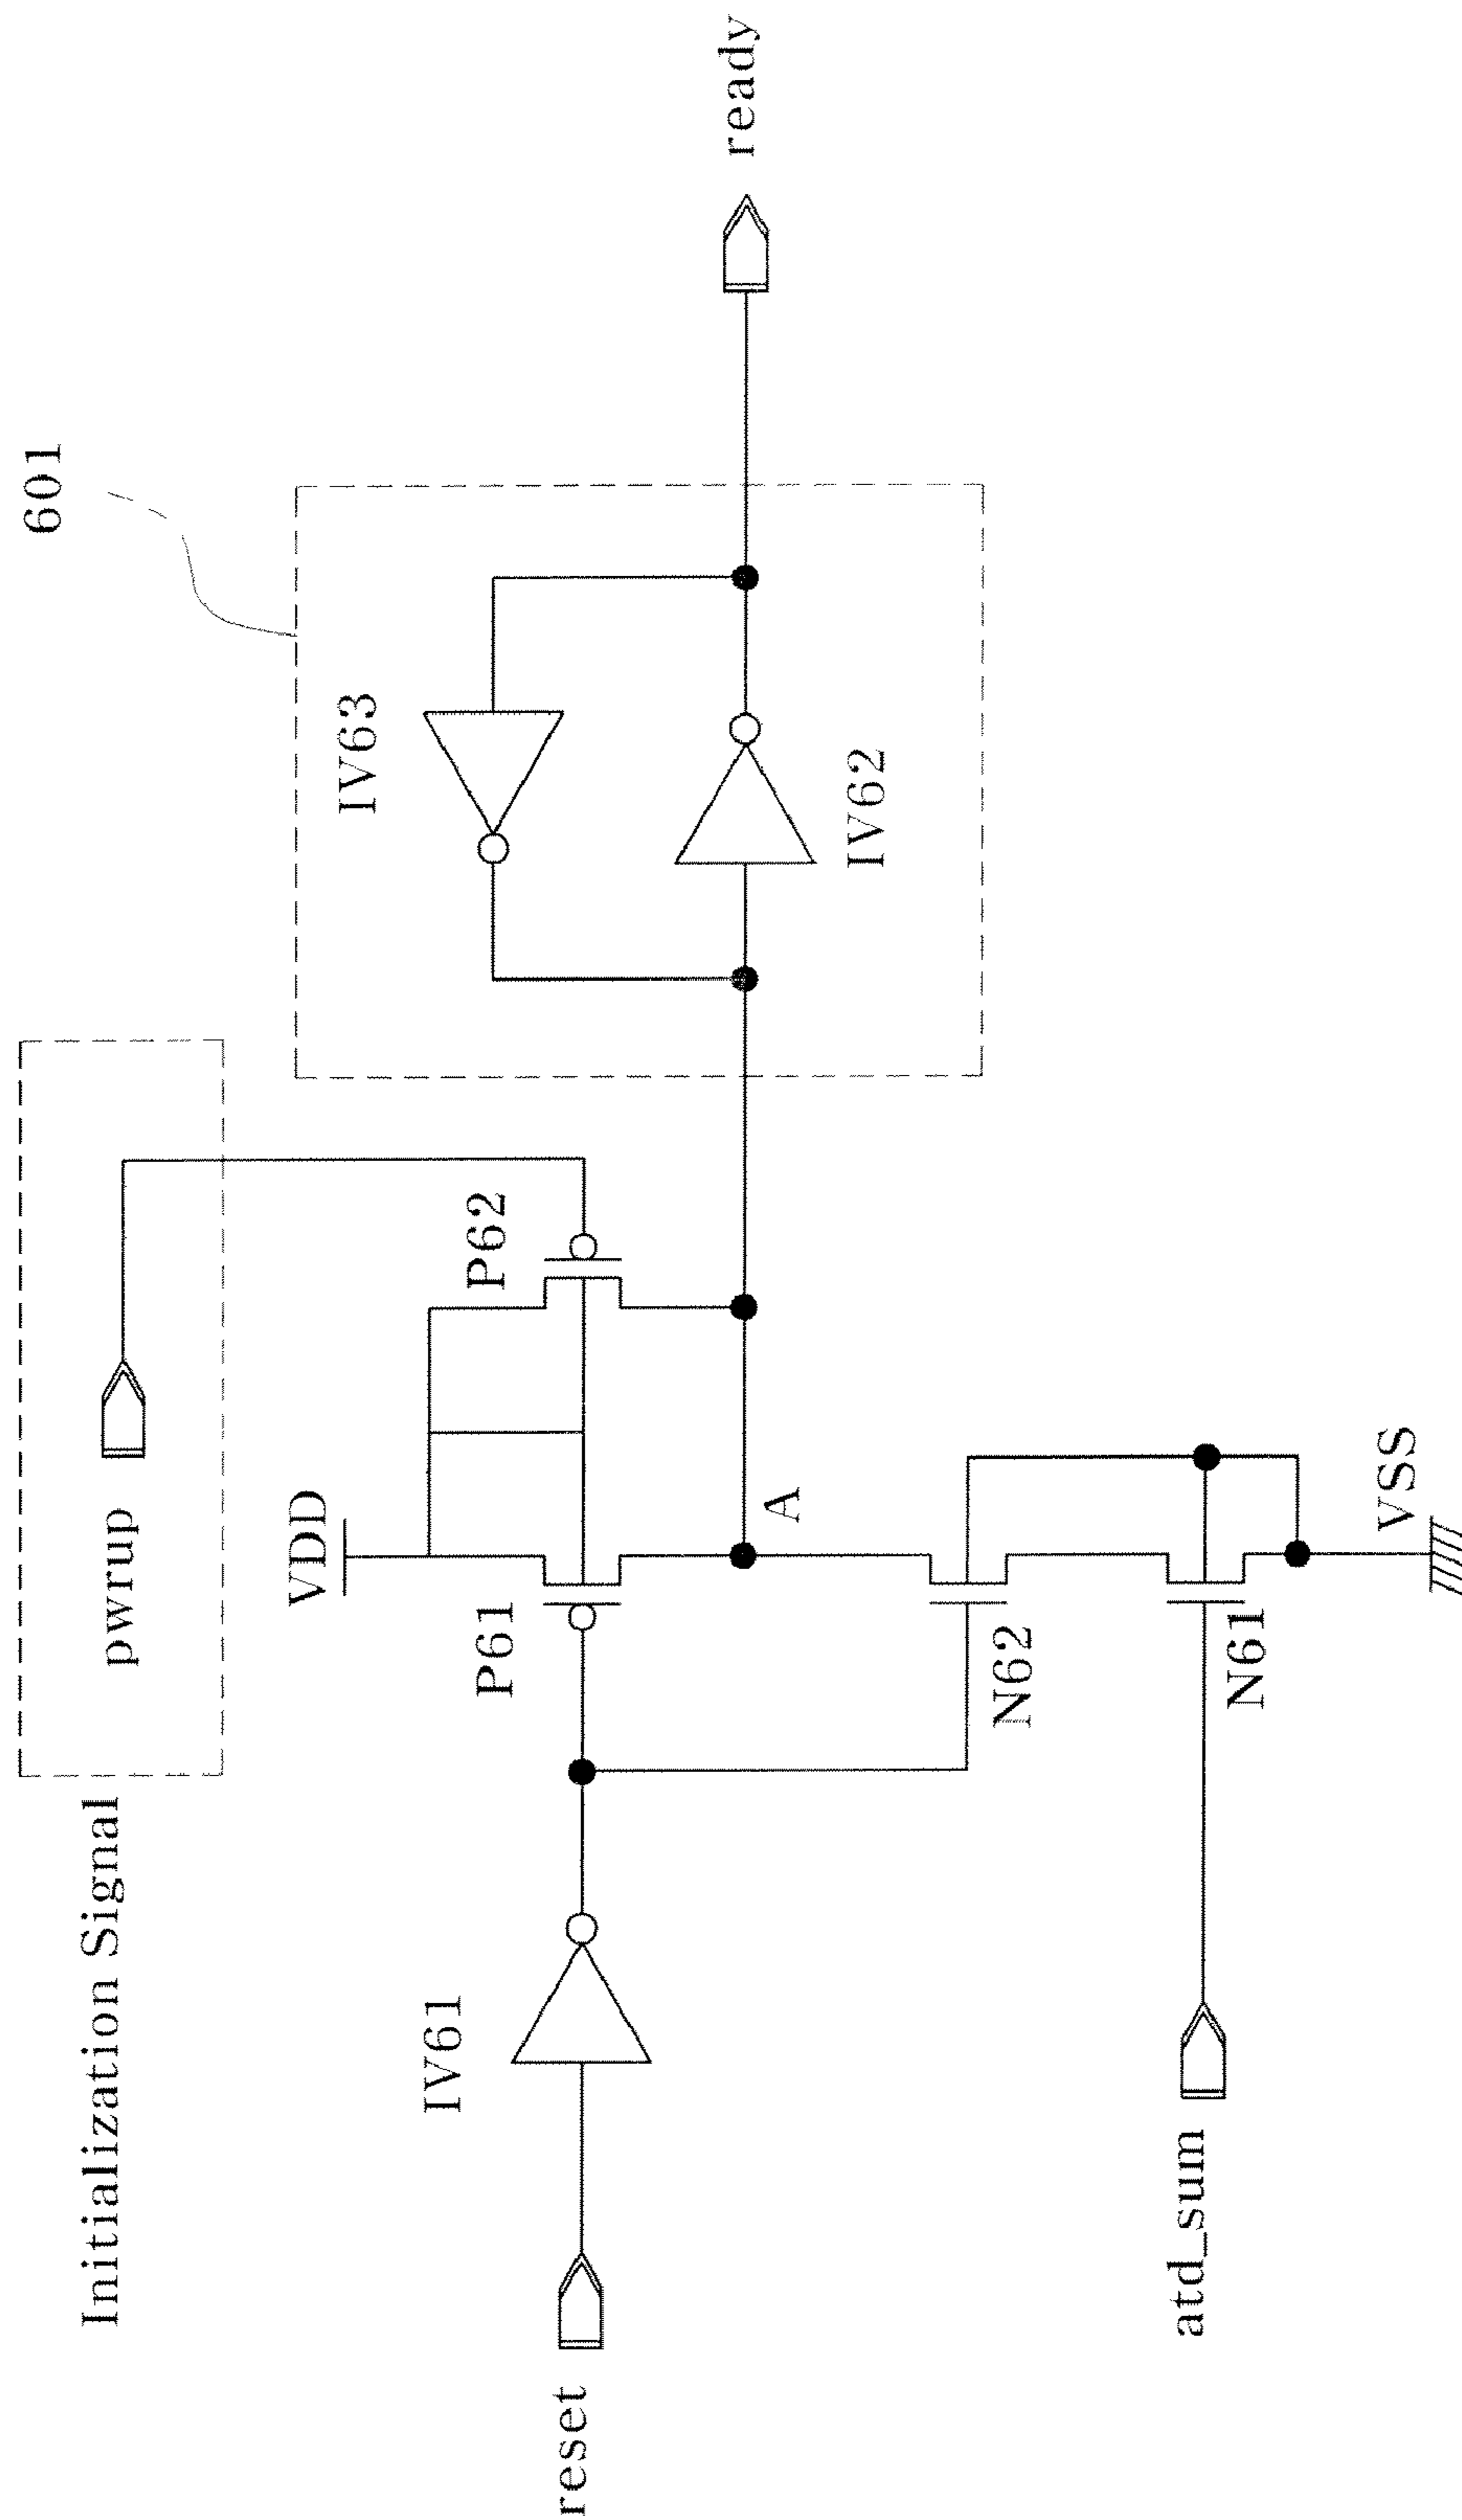 Initialization Signal
pwrup
601
VDD
IV63
IV61
P61
P62
reset
ready
A
IV62
N62
atd_sum
N61
VSS